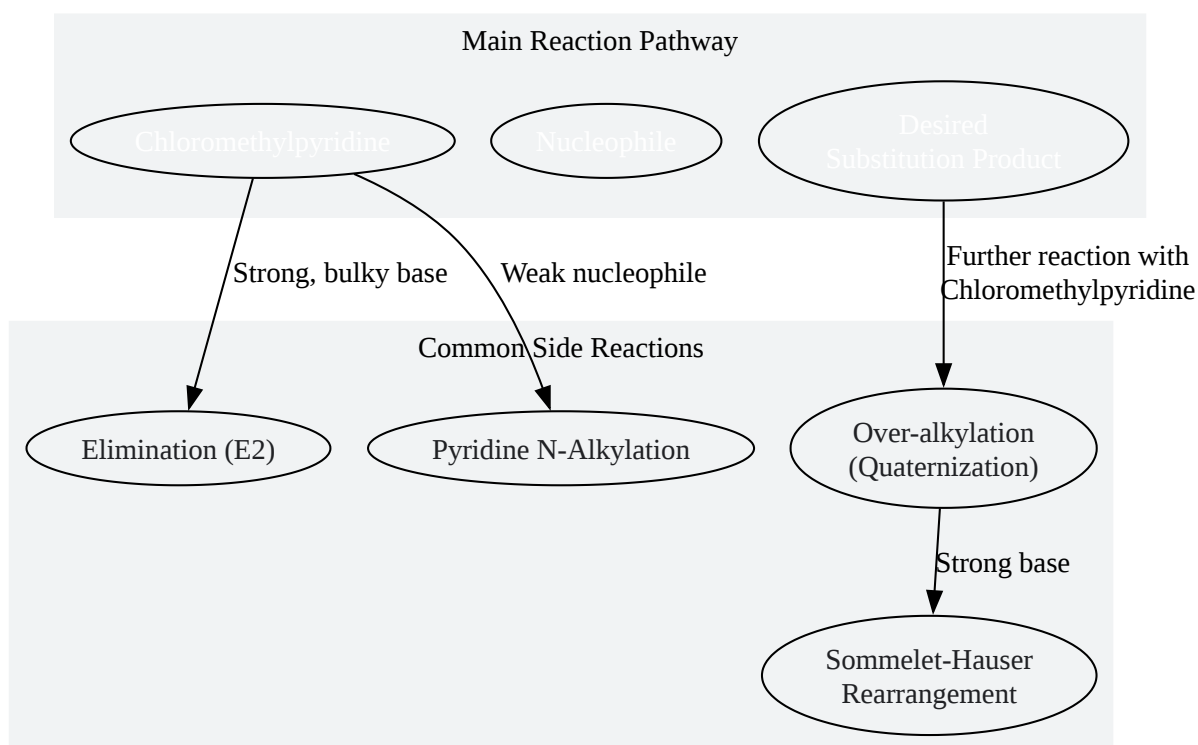 Main Reaction Pathway
Chloromethylpyridine
Nucleophile
Desired
Substitution Product
Strong, bulky base
Weak nucleophile
Further reaction with
Chloromethylpyridine
Common Side Reactions
Elimination (E2)
Pyridine N-Alkylation
Over-alkylation
(Quaternization)
Strong base
Sommelet-Hauser
Rearrangement